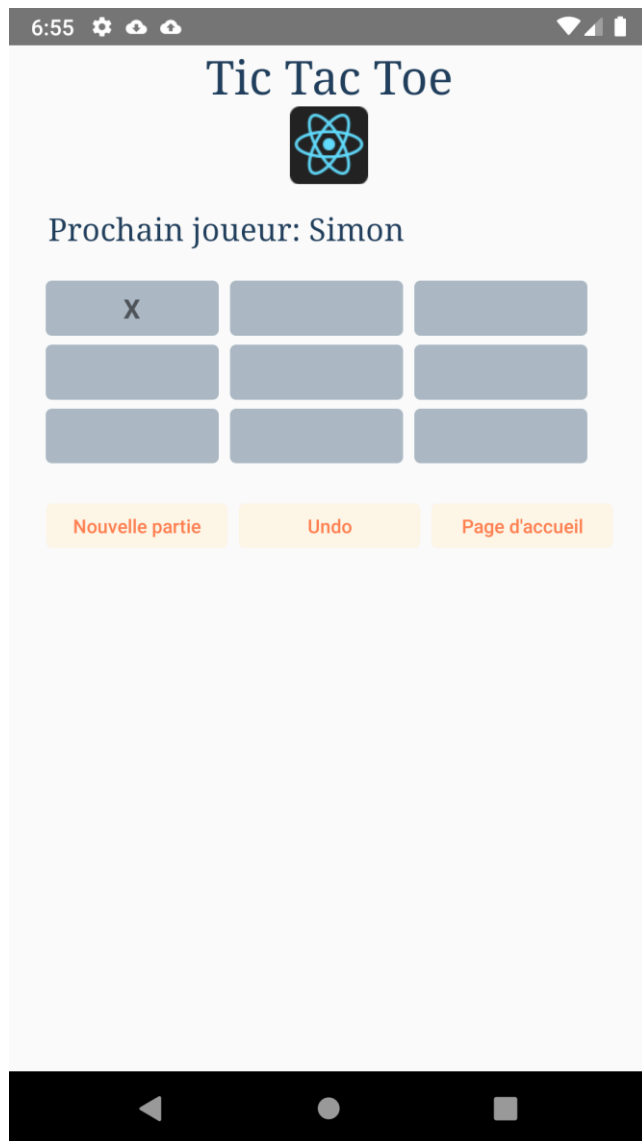 6:55
Tic Tac Toe
Prochain joueur: Simon
X
Nouvelle partie Undo Page d'accueil